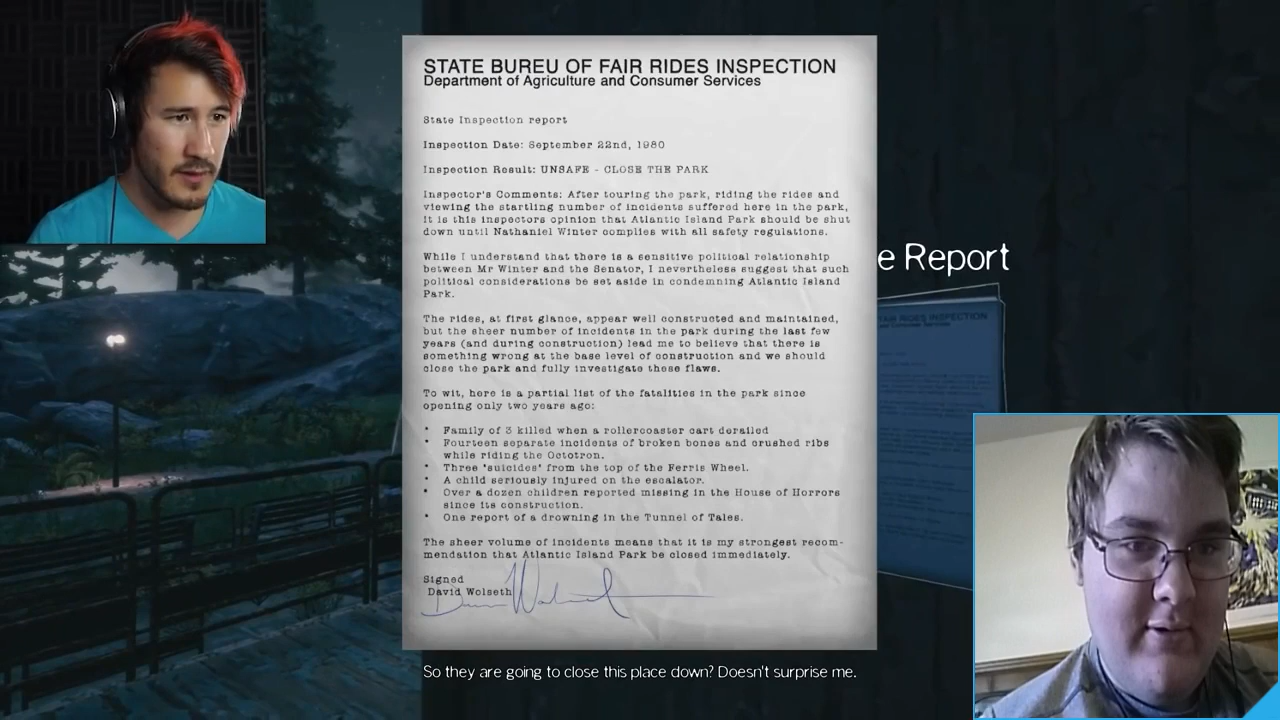 STATE BUREU OF FAIR RIDES INSPECTION
Department of Agriculture and Consumer Services
State Inspection report
Inspection Date: September 22nd, 1980
Inspection Result: UNSAFE - CLOSE THE PARK
Inspector's Comments: After touring the park, riding the rides and
viewing the startling number of incidents suffered here in the park,
it is this inspectors opinion that Atlantic Island Park should be shut
down until Nathaniel Winter complies with all safety regulations.
While I understand that there is a sensitive political relationship
between Mr Winter and the Senator, I nevertheless suggest that such
political considerations be set aside in condemning Atlantic Island
Park.
The rides, at first glance, appear well constructed and maintained,
but the sheer number of incidents in the park during the last few
years (and during construction) lead me to believe that there is
something wrong at the base level of construction and we should
close the park and fully investigate these flaws.
To wit, here is a partial list of the fatalities in the park since
opening only two years ago:
* Family of 3 killed when a rollercoaster cart derailed
* Fourteen separate incidents of broken bones and crushed ribs
while riding the Octotron.
* Three 'suicides' from the top of the Ferris Wheel.
* A child seriously injured on the escalator.
* Over a dozen children reported missing in the House of Horrors
since its construction.
* One report of a drowning in the Tunnel of Tales.
The sheer volume of incidents means that it is my strongest recom-
mendation that Atlantic Island Park be closed immediately.
Signed
David Wolseth
e Report
FAIR RIDES INSPECTION
So they are going to close this place down? Doesn't surprise me.